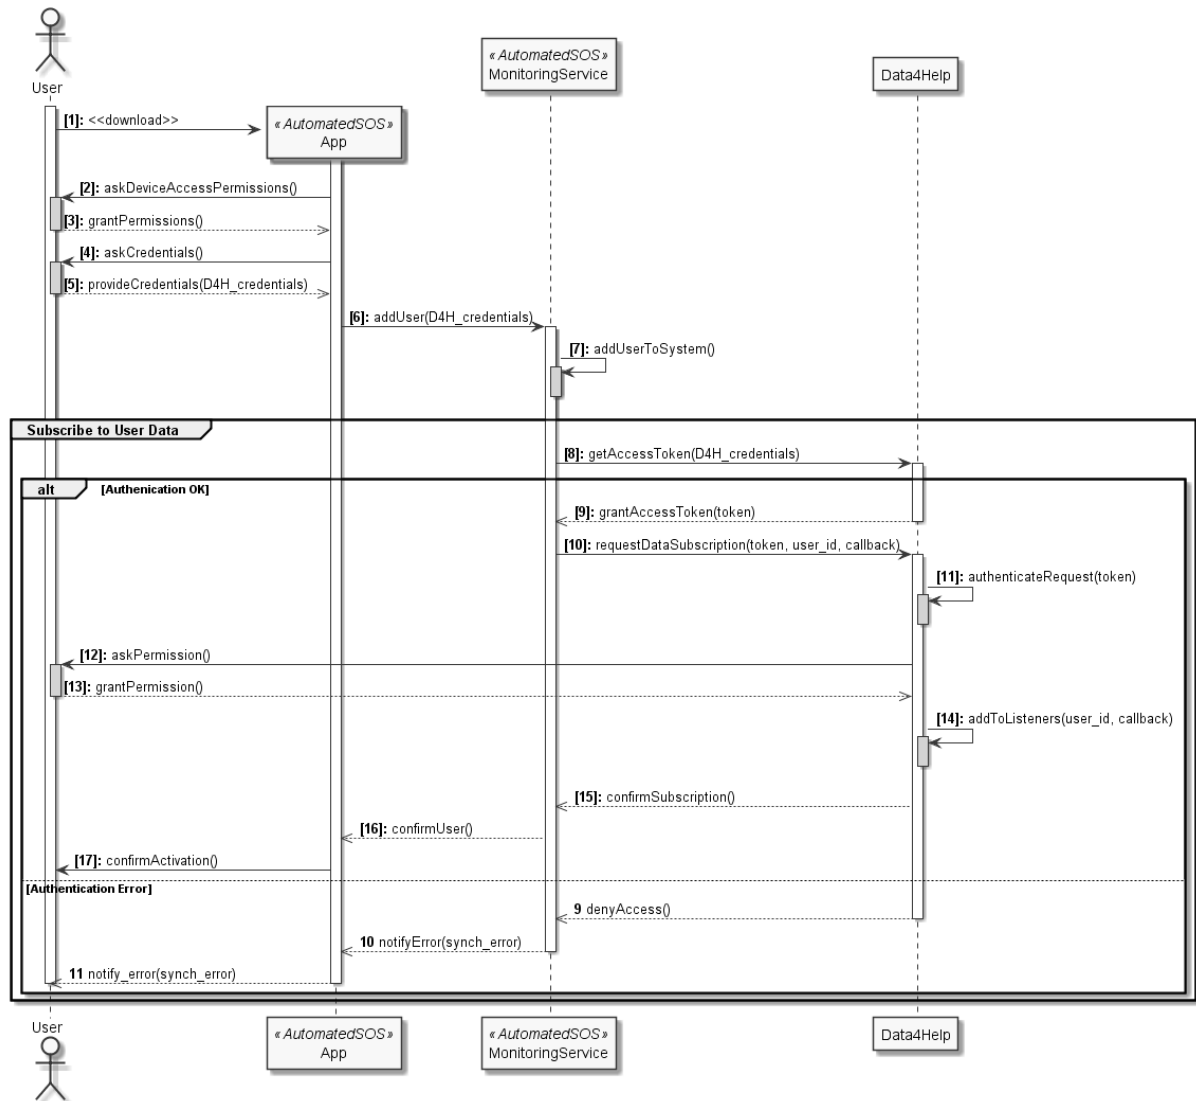 User
« AutomatedSOS »
MonitoringService
Data4Help
[1]: <<download>>
« AutomatedSOS »
App
[2]: askDeviceAccessPermissions()
[3]: grantPermissions()
[4]: askCredentials()
[5]: provideCredentials(D4H_credentials)
[6]: addUser(D4H_credentials)
[7]: addUserToSystem()
Subscribe to User Data
[8]: getAccessToken(D4H_credentials)
alt [Authenication OK]
[9]: grantAccessToken(token)
[10]: requestDataSubscription(token, user_id, callback)
[11]: authenticateRequest(token)
[12]: askPermission()
[13]: grantPermission()
[14]: addToListeners(user_id, callback)
[15]: confirmSubscription()
[16]: confirmUser()
[17]: confirmActivation()
[Authentication Error]
9 denyAccess()
10 notifyError(synch_error)
11 notify_error(synch_error)
User
« AutomatedSOS »
App
« AutomatedSOS »
MonitoringService
Data4Help